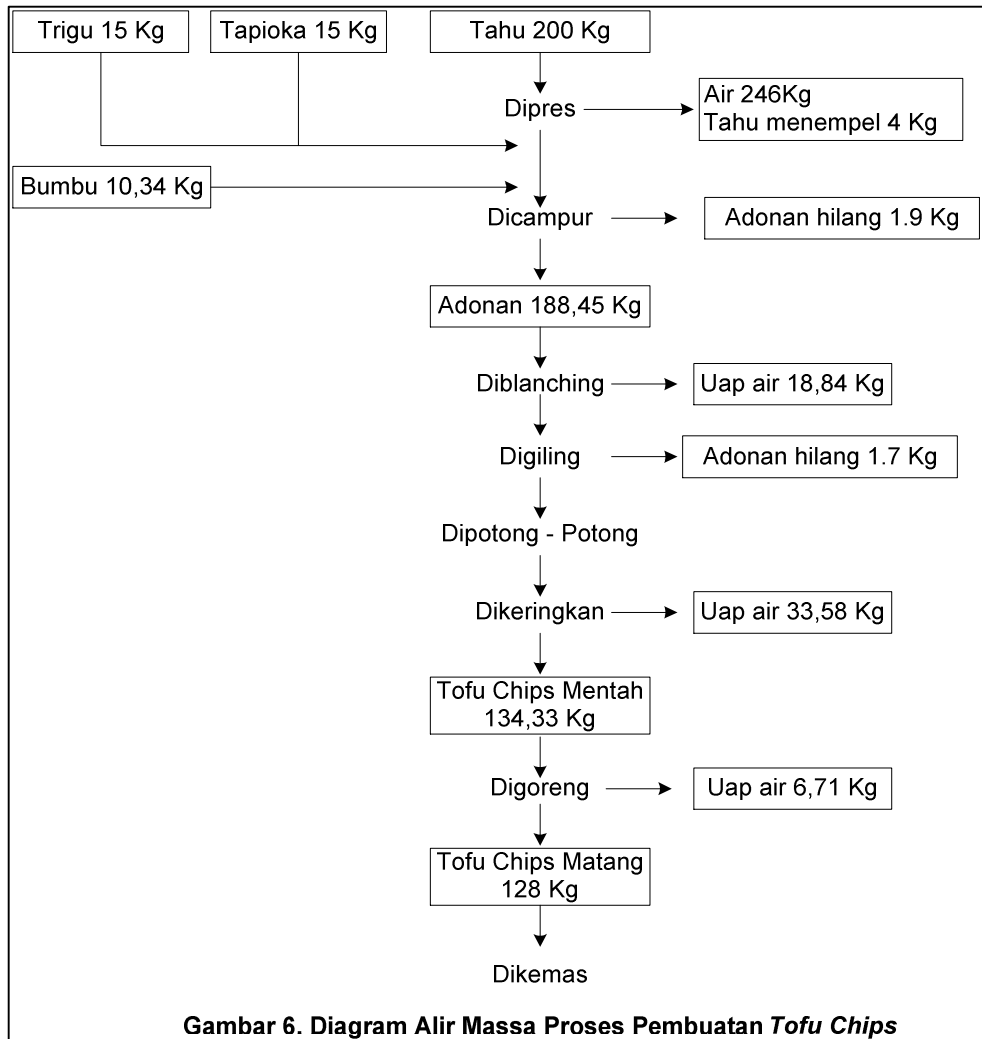 Trigu 15 Kg
Tapioka 15 Kg
Tahu 200 Kg
Dipres
Air 246Kg
Tahu menempel 4 Kg
Bumbu 10,34 Kg
Dicampur
Adonan hilang 1.9 Kg
Adonan 188,45 Kg
Diblanching
Uap air 18,84 Kg
Digiling
Adonan hilang 1.7 Kg
Dipotong - Potong
Dikeringkan
Uap air 33,58 Kg
Tofu Chips Mentah
134,33 Kg
Digoreng
Uap air 6,71 Kg
Tofu Chips Matang
128 Kg
Dikemas
Gambar 6. Diagram Alir Massa Proses Pembuatan Tofu Chips